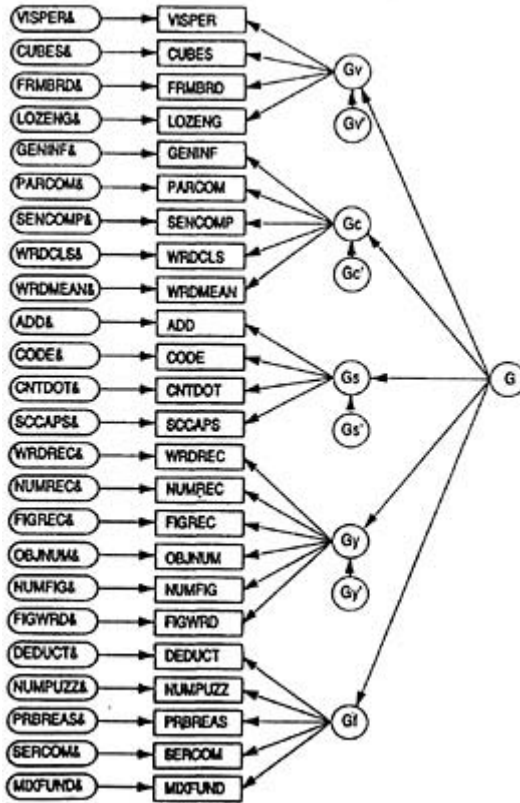 VISPER& VISPER
CUBES& CUBES
Gv
FRMBRD& FRMBRD
LOZENG& LOZENG
Gv'
GENINF& GENINF
PARCOM& PARCOM
SENCOMP& SENCOMP
Gc
WRDCLS& WRDCLS
Gc'
WRDMEAN& WRDMEAN
ADD& ADD
CODE& CODE
Gs G
CNTDOT& CNTDOT
SCCAPS& SCCAPS
Gs'
WRDREC& WRDREC
NUMREC& NUMREC
FIGREC& FIGREC
Gy
OBJNUM& OBJNUM
NUMFIG& NUMFIG
Gy'
FIGWRD& FIGWRD
DEDUCT& DEDUCT
NUMPUZZ& NUMPUZZ
PRBREAS& PRBREAS
Gf
SERCOM& SERCOM
MIXFUND& MIXFUND